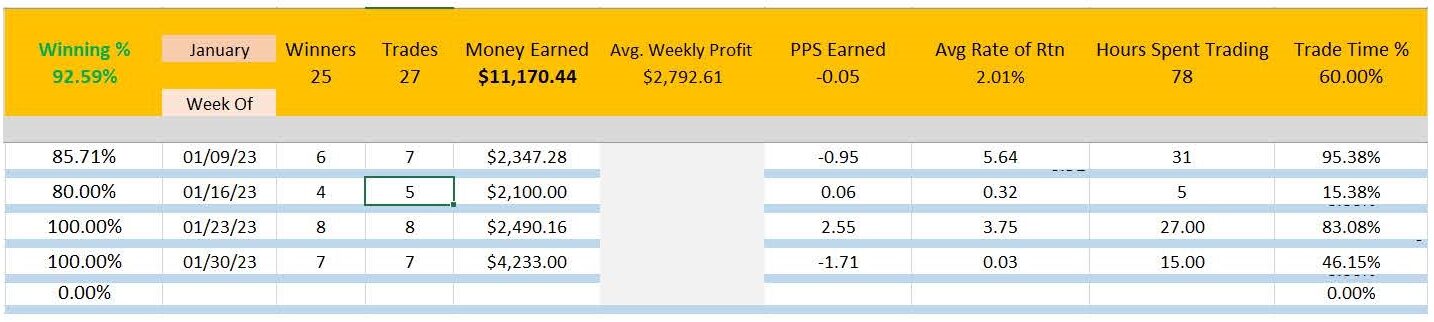 Winning % January Winners Trades Money Earned Avg. Weekly Profit PPS Earned Avg Rate of Rtn Hours Spent Trading Trade Time %
92.59% 25 27 $11,170.44 $2,792.61 -0.05 2.01% 78 60.00%
Week Of
85.71% 01/09/23 6 7 $2,347.28 -0.95 5.64 31 95.38%
80.00% 01/16/23 4 5 $2,100.00 0.06 0.32 5 15.38%
100.00% 01/23/23 8 8 $2,490.16 2.55 3.75 27.00 83.08%
100.00% 01/30/23 7 7 $4,233.00 -1.71 0.03 15.00 46.15%
0.00% 0.00%